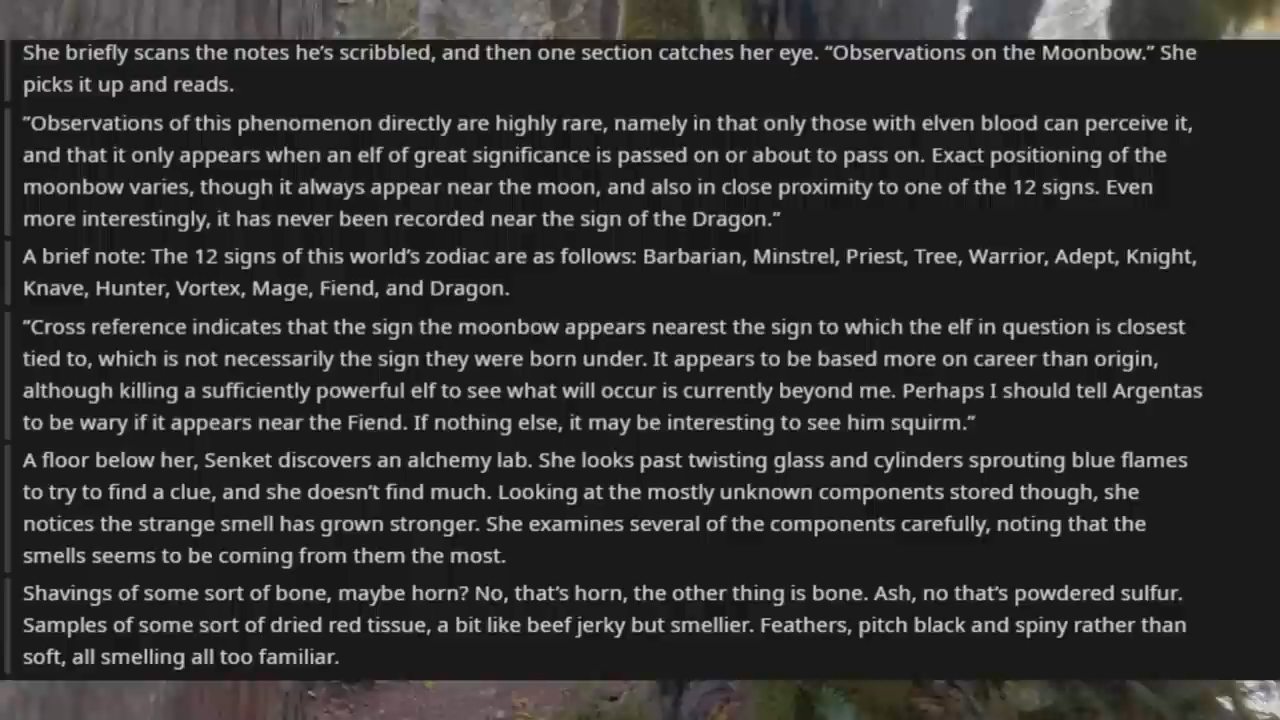 She briefly scans the notes he's scribbled, and then one section catches her eye. “Observations on the Moonbow.” She
picks it up and reads.
“Observations of this phenomenon directly are highly rare, namely in that only those with elven blood can perceive it,
and that it only appears when an elf of great significance is passed on or about to pass on. Exact positioning of the
moonbow varies, though it always appear near the moon, and also in close proximity to one of the 12 signs. Even
more interestingly, it has never been recorded near the sign of the Dragon.”
A brief note: The 12 signs of this world's zodiac are as follows: Barbarian, Minstrel, Priest, Tree, Warrior, Adept, Knight,
Knave, Hunter, Vortex, Mage, Fiend, and Dragon.
“Cross reference indicates that the sign the moonbow appears nearest the sign to which the elf in question is closest
tied to, which is not necessarily the sign they were born under. It appears to be based more on career than origin,
although killing a sufficiently powerful elf to see what will occur is currently beyond me. Perhaps I should tell Argentas
to be wary if it appears near the Fiend. If nothing else, it may be interesting to see him squirm.”
A floor below her, Senket discovers an alchemy lab. She looks past twisting glass and cylinders sprouting blue flames
to try to find a clue, and she doesn't find much. Looking at the mostly unknown components stored though, she
notices the strange smell has grown stronger. She examines several of the components carefully, noting that the
smells seems to be coming from them the most.
Shavings of some sort of bone, maybe horn? No, that's horn, the other thing is bone. Ash, no that's powdered sulfur.
Samples of some sort of dried red tissue, a bit like beef jerky but smellier. Feathers, pitch black and spiny rather than
soft, all smelling all too familiar.